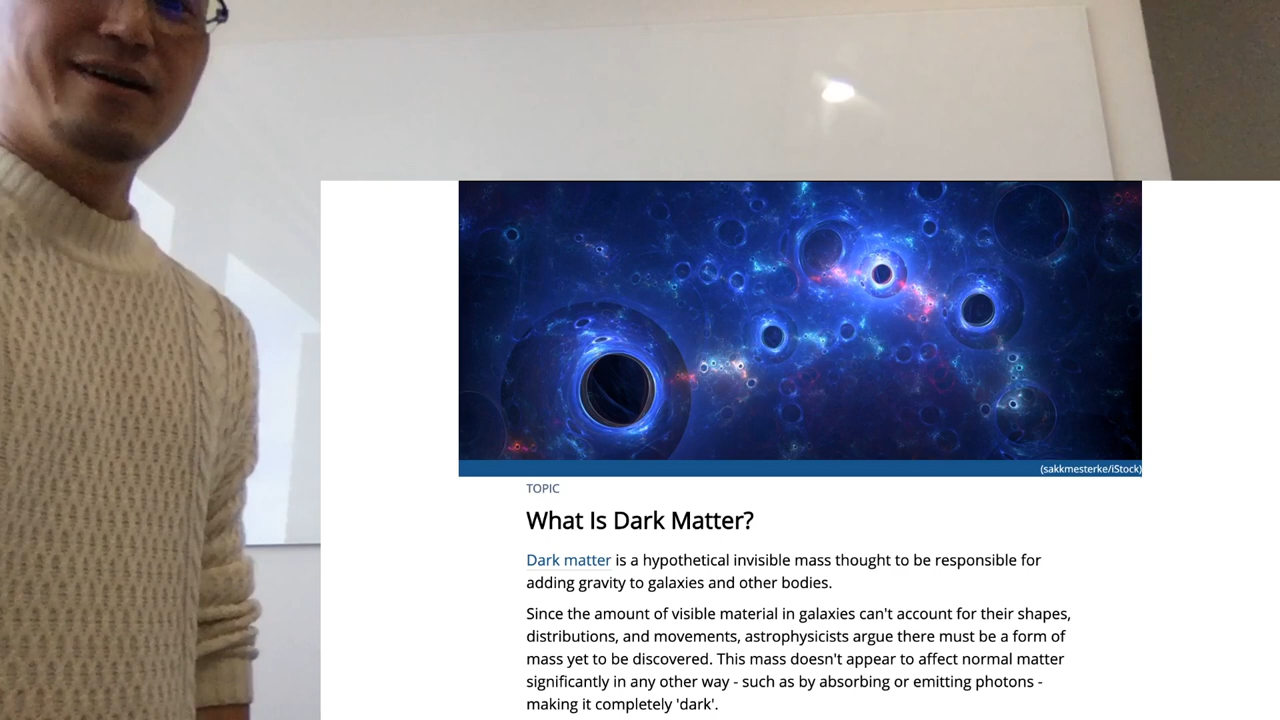 (sakkmesterke/iStock)
TOPIC
What Is Dark Matter?
Dark matter is a hypothetical invisible mass thought to be responsible for
adding gravity to galaxies and other bodies.
Since the amount of visible material in galaxies can't account for their shapes,
distributions, and movements, astrophysicists argue there must be a form of
mass yet to be discovered. This mass doesn't appear to affect normal matter
significantly in any other way - such as by absorbing or emitting photons -
making it completely 'dark'.